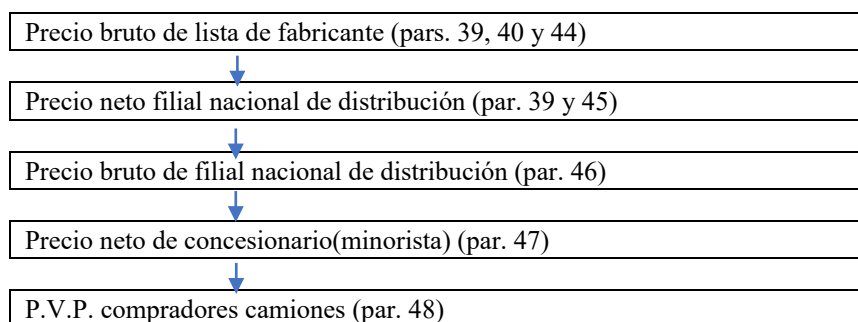 Precio bruto de lista de fabricante (pars. 39, 40 y 44)
Precio neto filial nacional de distribución (par. 39 y 45)
Precio bruto de filial nacional de distribución (par. 46)
Precio neto de concesionario(minorista) (par. 47)
P.V.P. compradores camiones (par. 48)